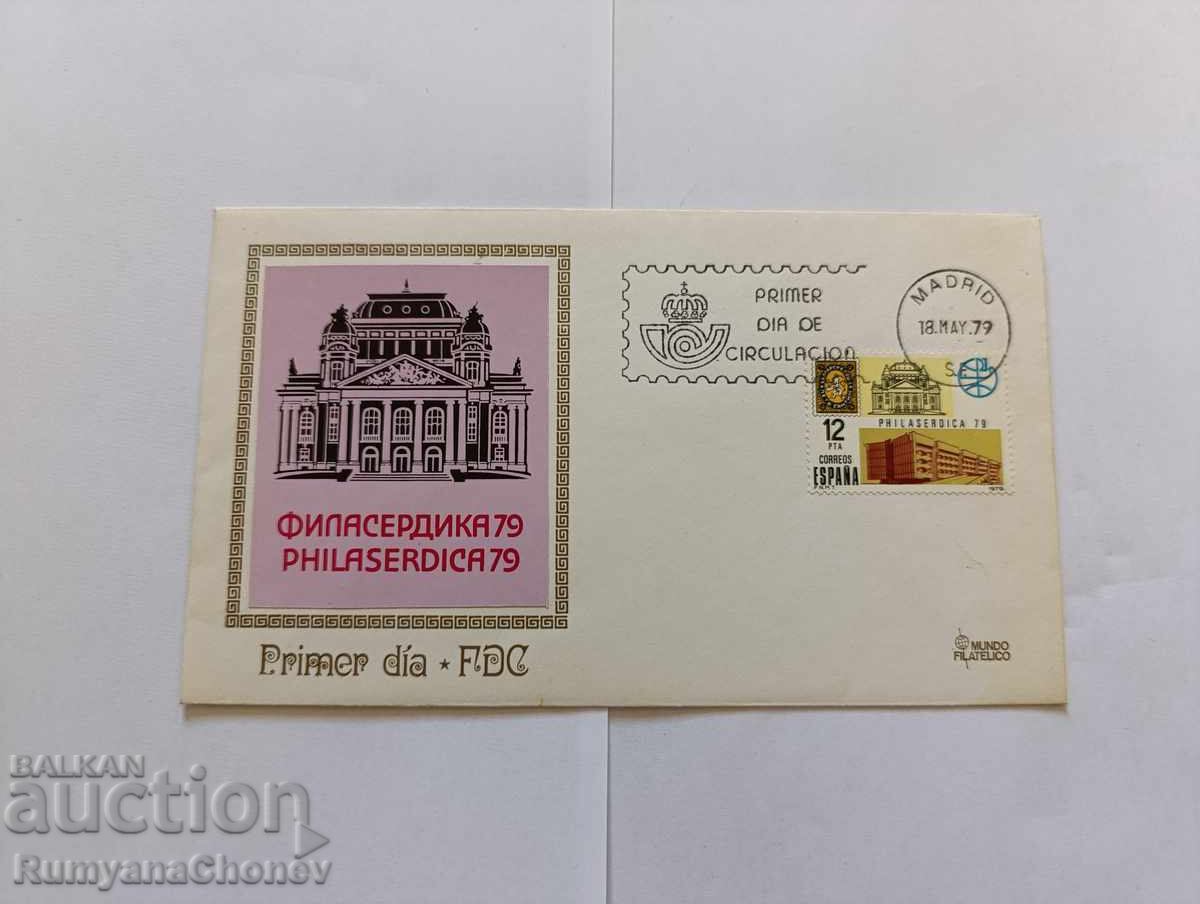 ФИЛАСЕРДИКА 79
PHILASERDICA 79
Primer día ★ FDC
PRIMER
DIA DE
CIRCULACION
MADRID
18.MAY.79
PHILASERDICA 79
12
PTA
CORREOS
ESPAÑA
F.N.M.T.
1979
MUNDO
FILATELICO
BALKAN
auction
RumyanaChonev